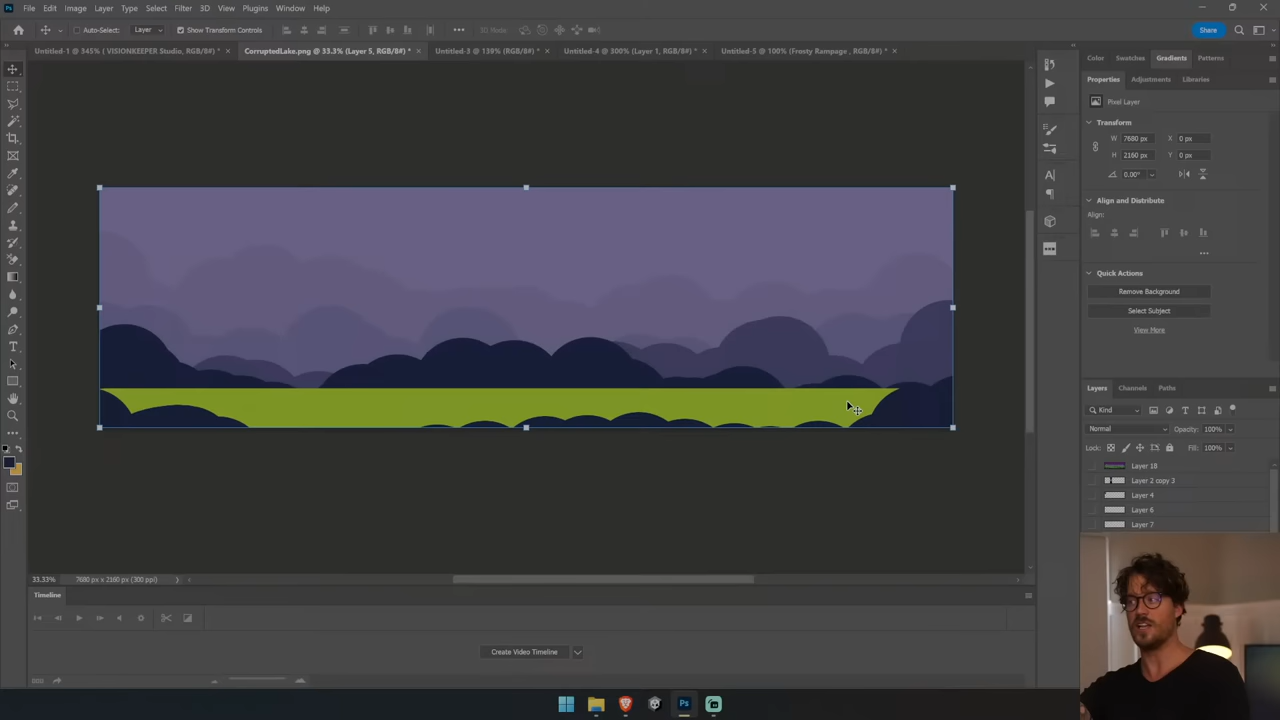 Ps File Edit Image Layer Type Select Filter 3D View Plugins Window Help
Auto-Select: Layer Show Transform Controls 3D Mode Share
Untitled-1 @ 345% ( VISIONKEEPER Studio, RGB/8#) * × CorruptedLake.png @ 33.3% (Layer 5, RGB/8#) * × Untitled-3 @ 139% (RGB/8#) * × Untitled-4 @ 300% (Layer 1, RGB/8#) * × Untitled-5 @ 100% (Frosty Rampage , RGB/8#) * ×
Color Swatches Gradients Patterns
Properties Adjustments Libraries
Pixel Layer
Transform
W 7680 px X 0 px
H 2160 px Y 0 px
0.00°
Align and Distribute
Align:
Quick Actions
Remove Background
Select Subject
View More
Layers Channels Paths
Kind
Normal Opacity: 100%
Lock: Fill: 100%
Layer 18
Layer 2 copy 3
Layer 4
Layer 6
Layer 7
33.33% 7680 px x 2160 px (300 ppi)
Timeline
Create Video Timeline
Ps